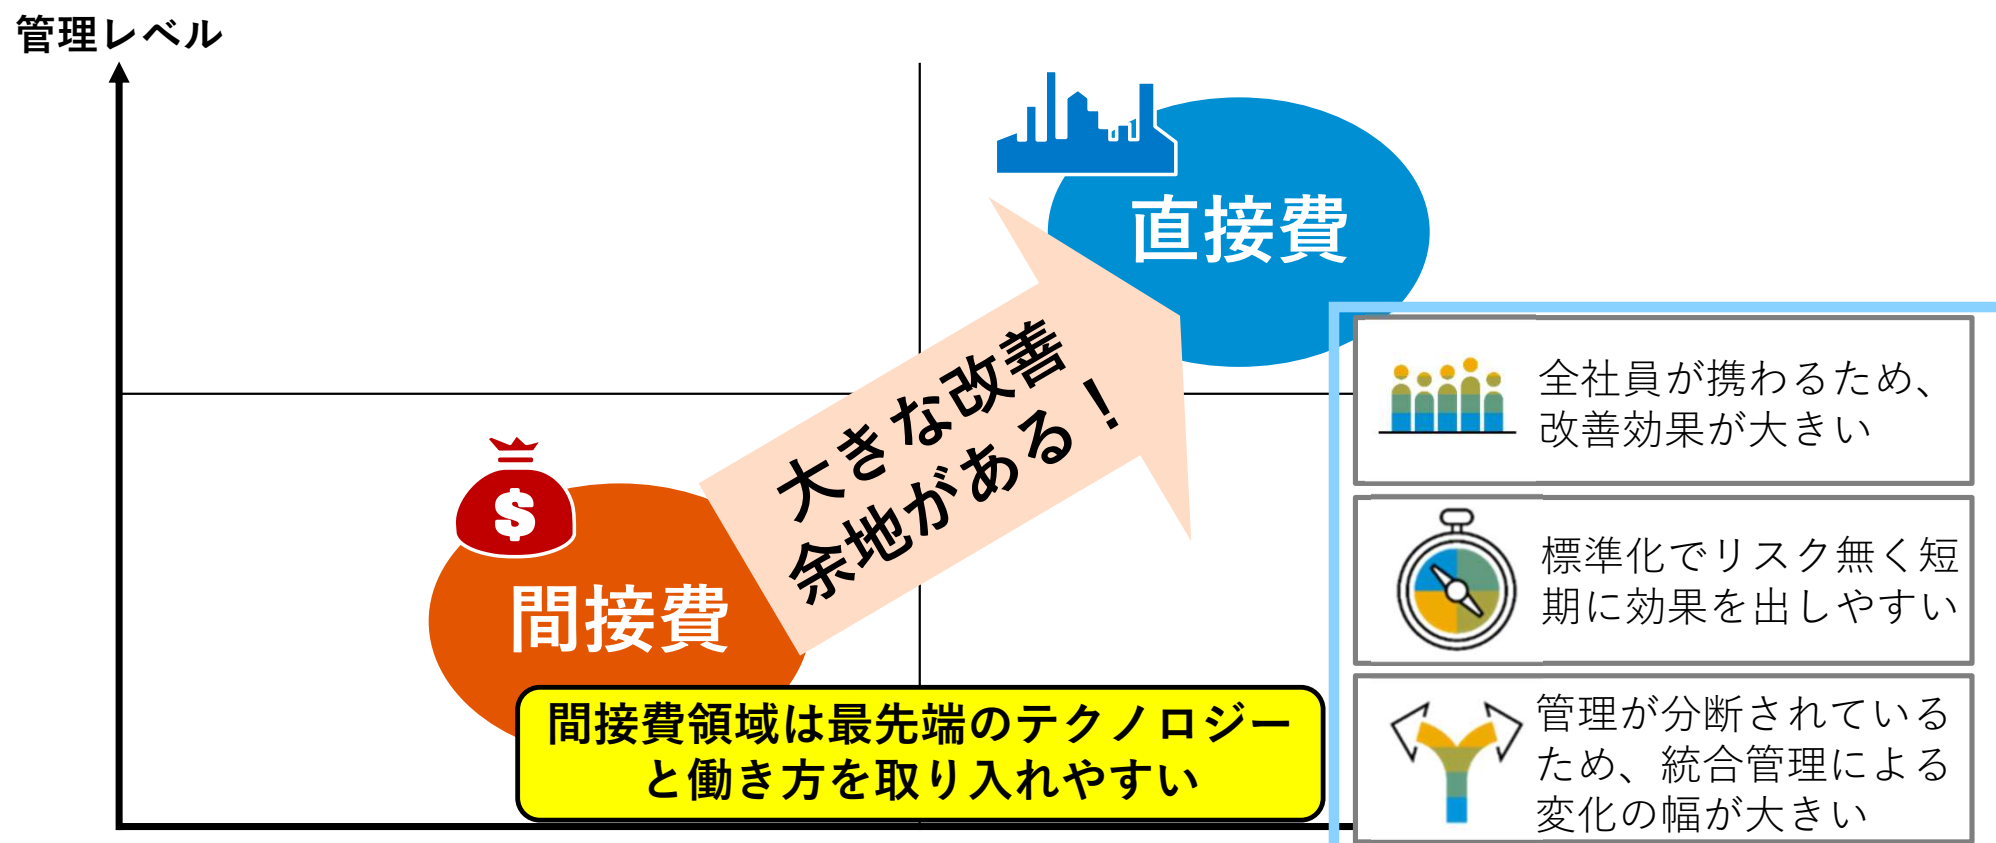 管理レベル
直接費
大きな改善
余地がある！
$
間接費
間接費領域は最先端のテクノロジー
と働き方を取り入れやすい
全社員が携わるため、
改善効果が大きい
標準化でリスク無く短
期に効果を出しやすい
管理が分断されている
ため、統合管理による
変化の幅が大きい